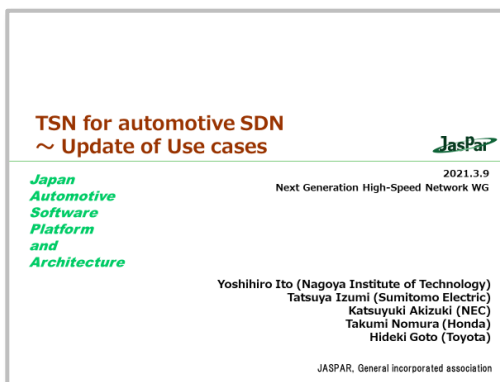 TSN for automotive SDN
～ Update of Use cases
JasPar
2021.3.9
Next Generation High-Speed Network WG
Japan
Automotive
Software
Platform
and
Architecture
Yoshihiro Ito (Nagoya Institute of Technology)
Tatsuya Izumi (Sumitomo Electric)
Katsuyuki Akizuki (NEC)
Takumi Nomura (Honda)
Hideki Goto (Toyota)
JASPAR, General incorporated association